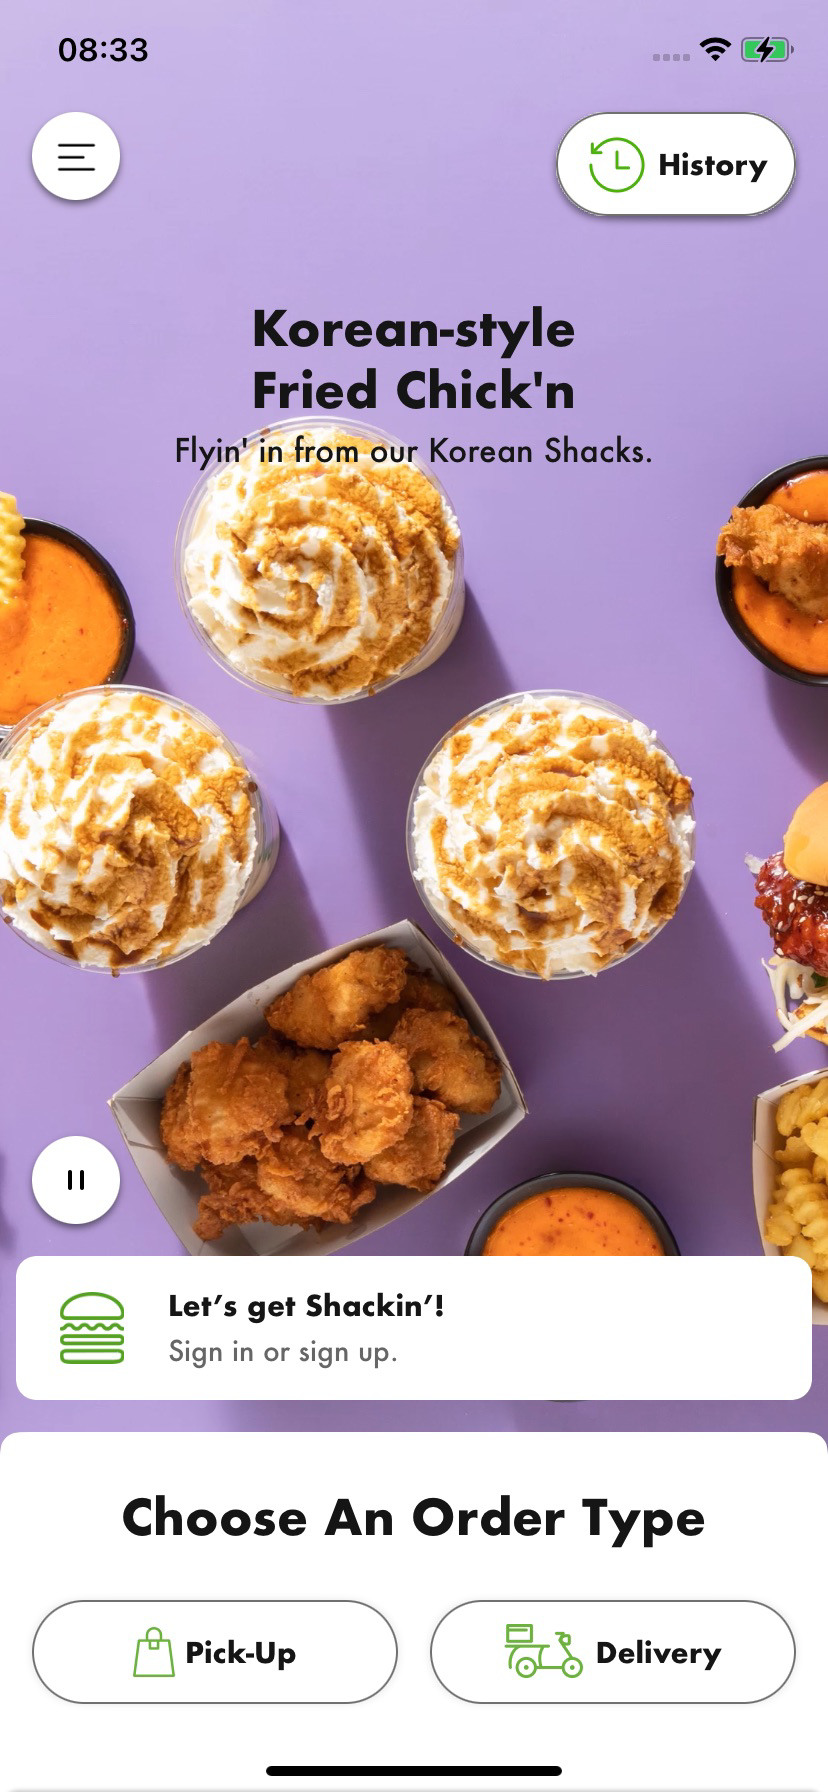 08:33
History
Korean-style
Fried Chick'n
Flyin' in from our Korean Shacks.
Let’s get Shackin’!
Sign in or sign up.
Choose An Order Type
Pick-Up
Delivery